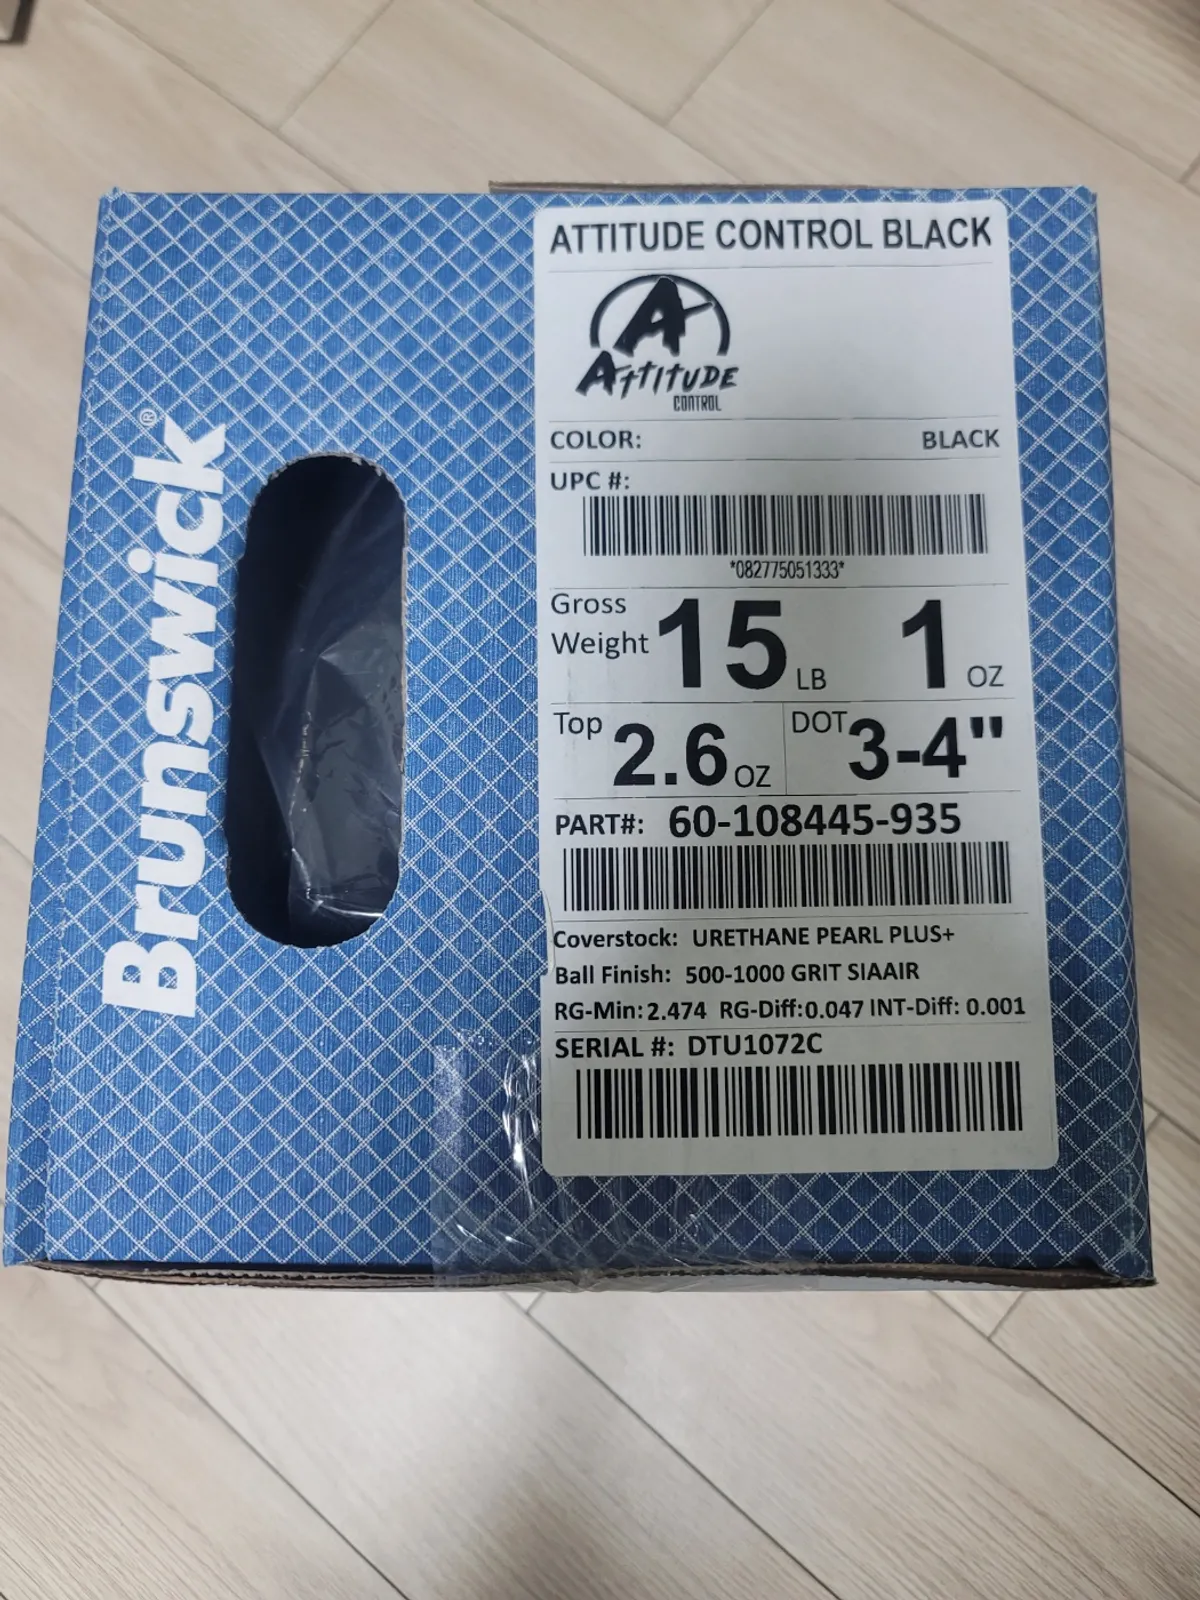 Brunswick®
ATTITUDE CONTROL BLACK
A
ATTITUDE
CONTROL
COLOR: BLACK
UPC #:
*082775051333*
Gross Weight 15 LB 1 OZ
Top 2.6 OZ DOT 3-4"
PART#: 60-108445-935
Coverstock: URETHANE PEARL PLUS+
Ball Finish: 500-1000 GRIT SIAAIR
RG-Min: 2.474 RG-Diff: 0.047 INT-Diff: 0.001
SERIAL #: DTU1072C